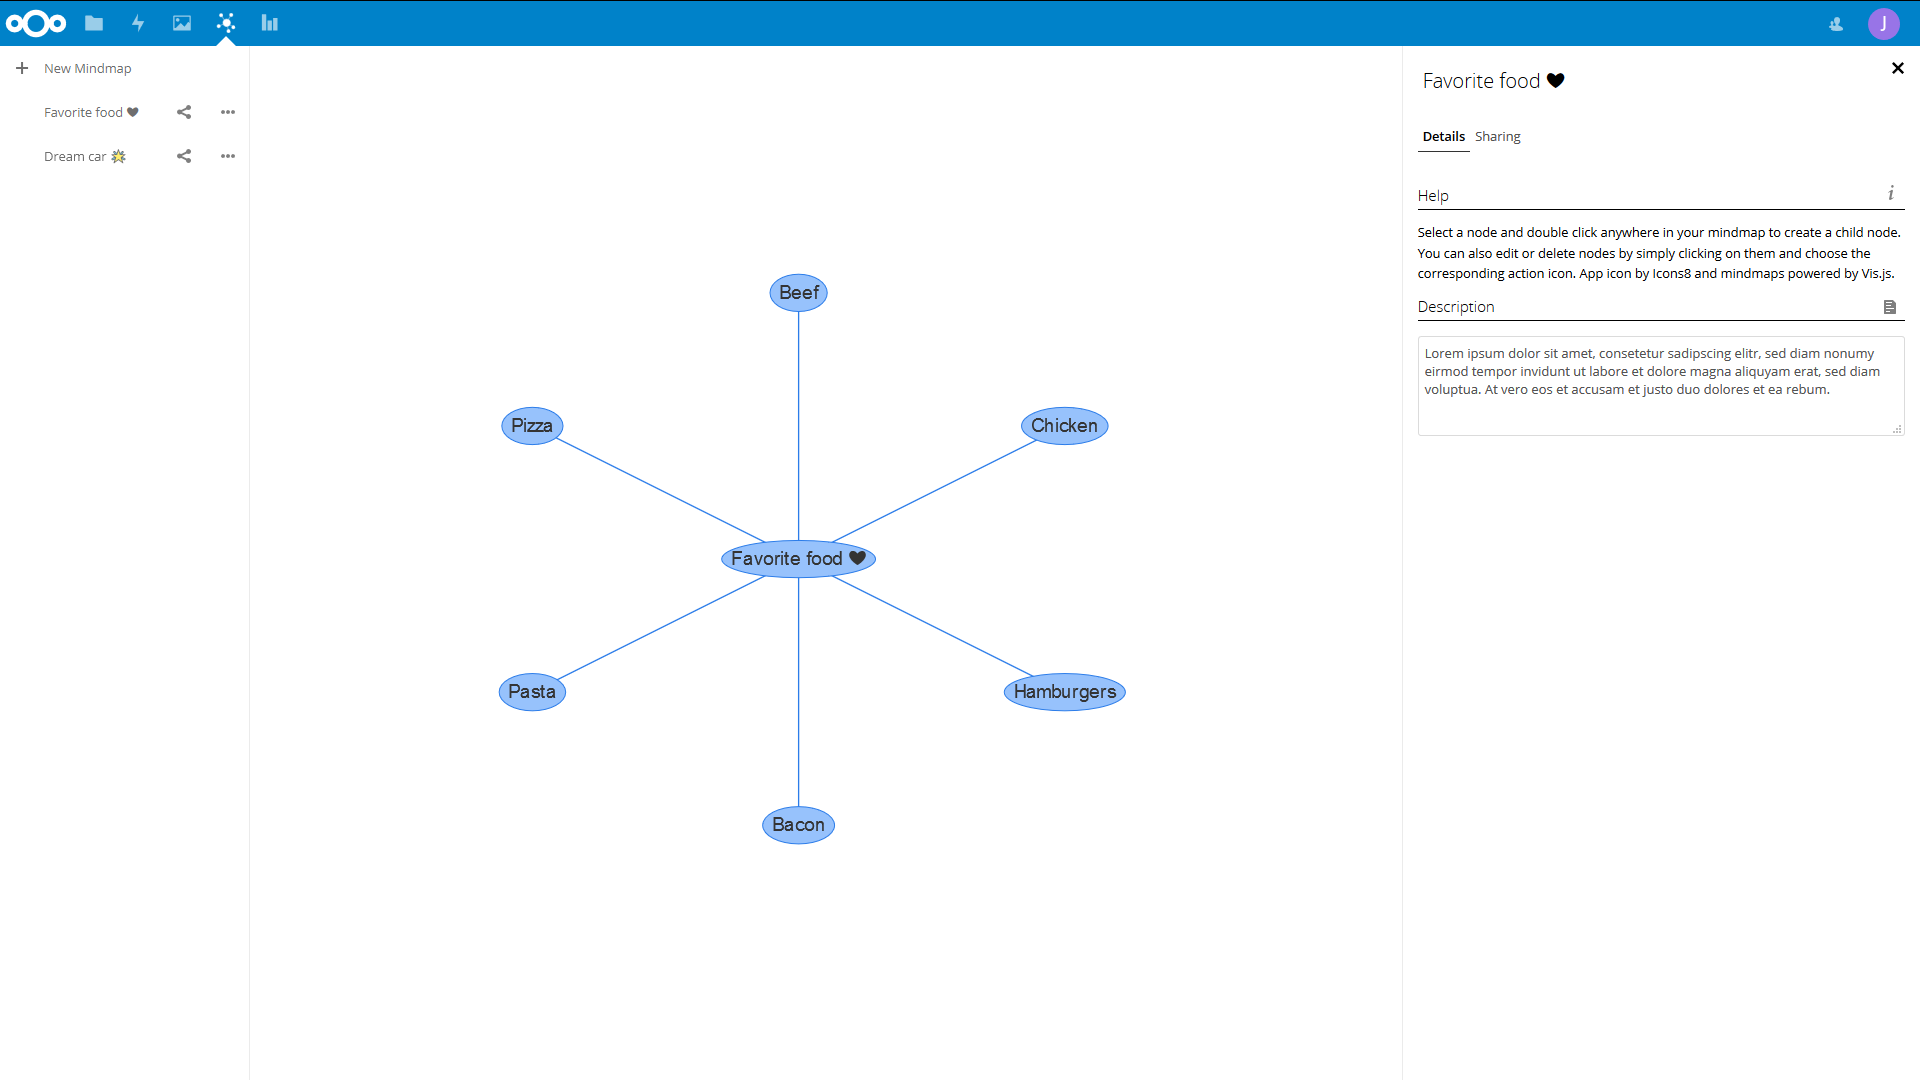 J
New Mindmap
Favorite food ♥
Dream car 🌟
Beef
Pizza
Chicken
Favorite food ♥
Pasta
Hamburgers
Bacon
Favorite food ♥
Details Sharing
Help
Select a node and double click anywhere in your mindmap to create a child node.
You can also edit or delete nodes by simply clicking on them and choose the
corresponding action icon. App icon by Icons8 and mindmaps powered by Vis.js.
Description
Lorem ipsum dolor sit amet, consetetur sadipscing elitr, sed diam nonumy
eirmod tempor invidunt ut labore et dolore magna aliquyam erat, sed diam
voluptua. At vero eos et accusam et justo duo dolores et ea rebum.